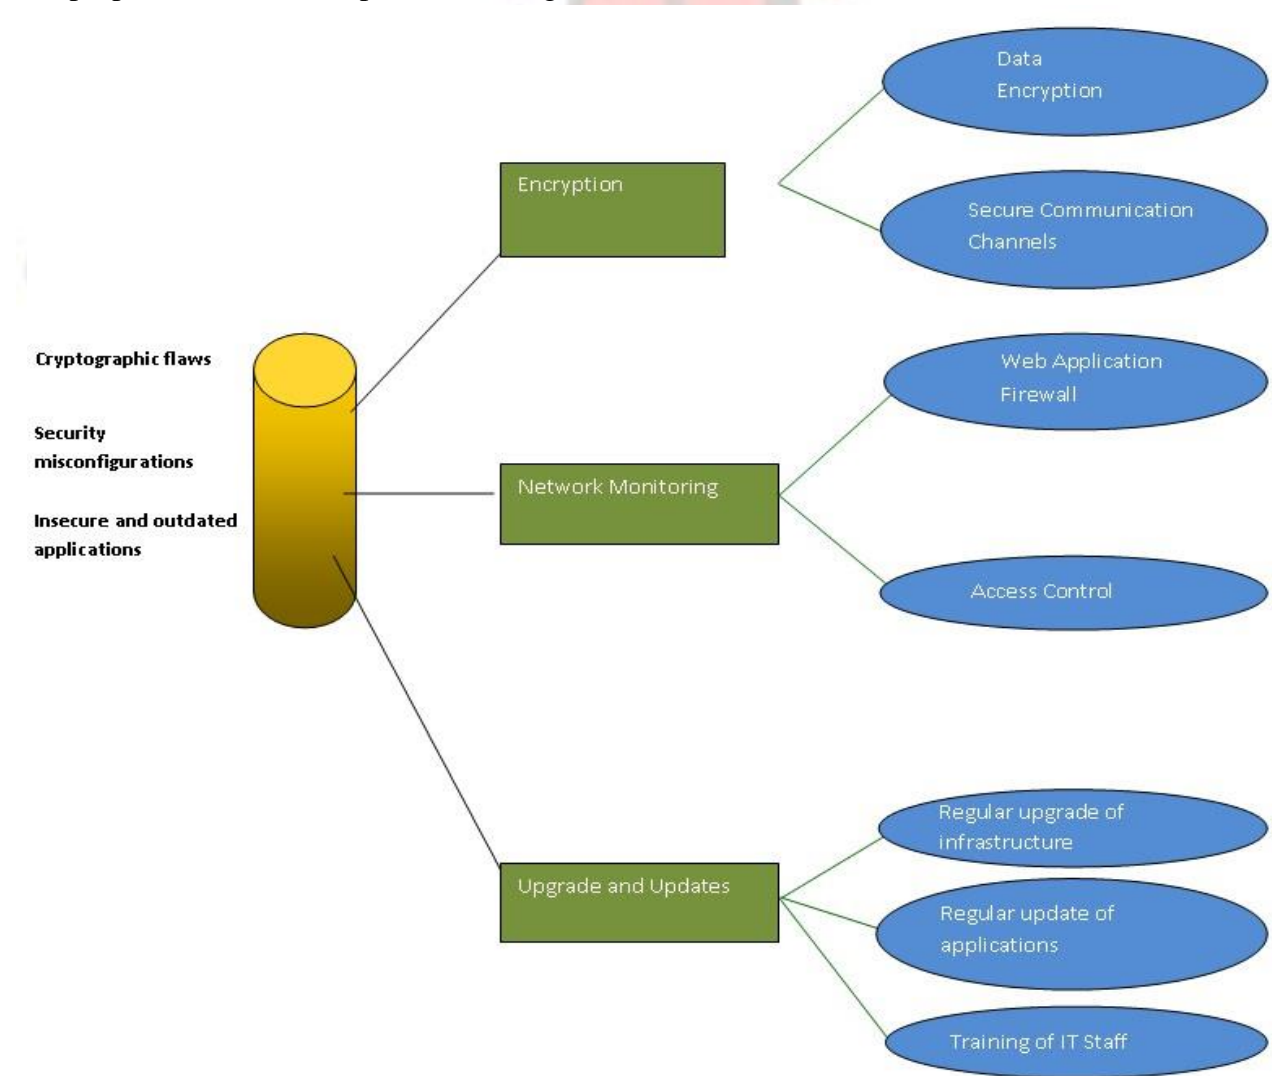 Data
Encryption
Encryption
Secure Communication
Channels
Cryptographic flaws
Security
misconfigurations
Insecure and outdated
applications
Web Application
Firewall
Network Monitoring
Access Control
Regular upgrade of
infrastructure
Upgrade and Updates
Regular update of
applications
Training of IT Staff